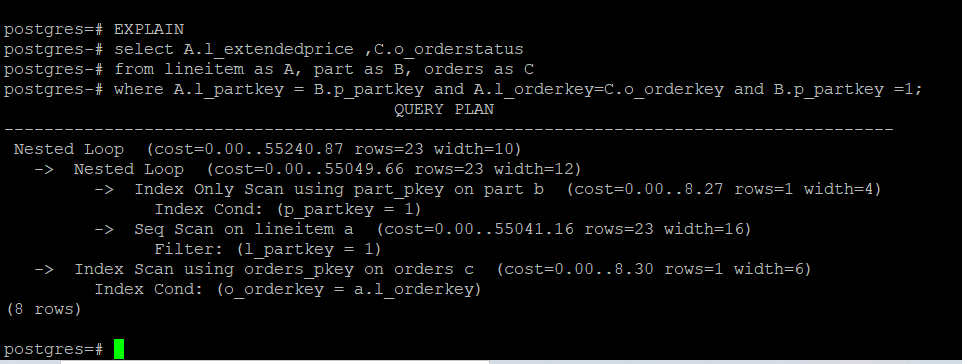 postgres=# EXPLAIN
postgres-# select A.l_extendedprice ,C.o_orderstatus
postgres-# from lineitem as A, part as B, orders as C
postgres-# where A.l_partkey = B.p_partkey and A.l_orderkey=C.o_orderkey and B.p_partkey =1;
QUERY PLAN
-----------------------------------------------------------------------------------------
Nested Loop  (cost=0.00..55240.87 rows=23 width=10)
->  Nested Loop  (cost=0.00..55049.66 rows=23 width=12)
->  Index Only Scan using part_pkey on part b  (cost=0.00..8.27 rows=1 width=4)
Index Cond: (p_partkey = 1)
->  Seq Scan on lineitem a  (cost=0.00..55041.16 rows=23 width=16)
Filter: (l_partkey = 1)
->  Index Scan using orders_pkey on orders c  (cost=0.00..8.30 rows=1 width=6)
Index Cond: (o_orderkey = a.l_orderkey)
(8 rows)
postgres=#